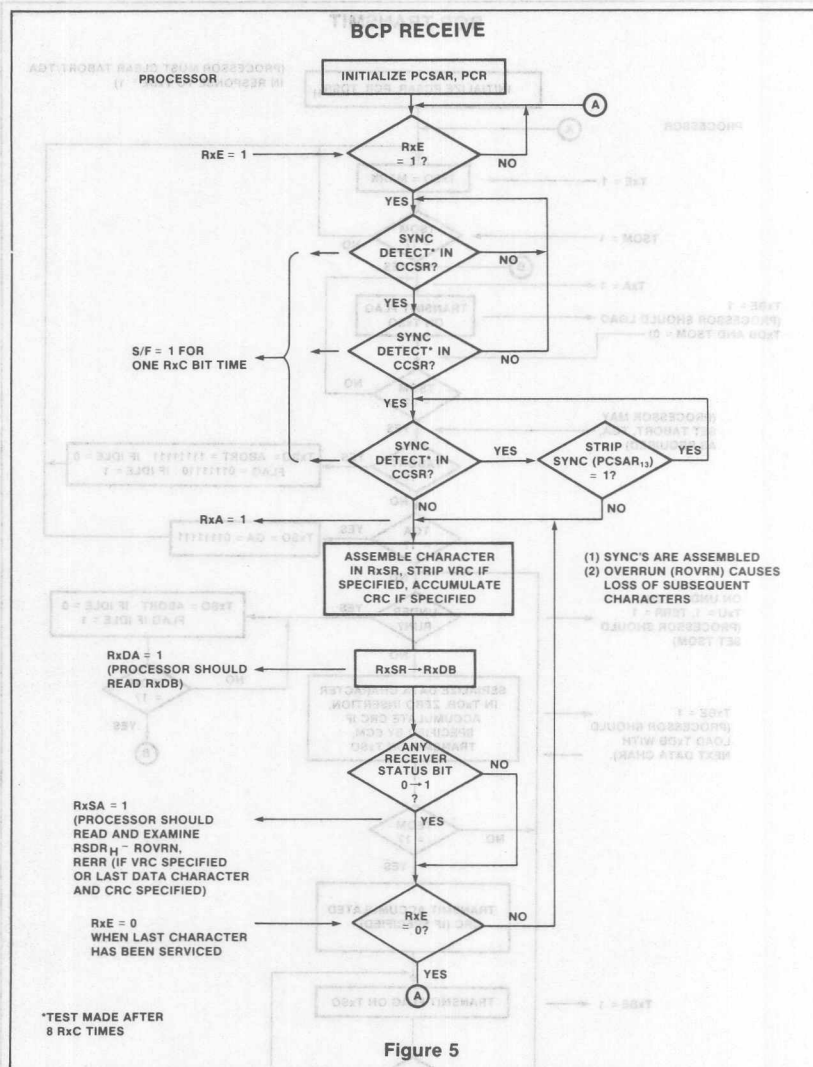 BCP RECEIVE
PROCESSOR
INITIALIZE PCSAR, PCR
A
RxE = 1
RxE
= 1 ?
NO
YES
SYNC
DETECT* IN
CCSR?
NO
YES
S/F = 1 FOR
ONE RxC BIT TIME
SYNC
DETECT* IN
CCSR?
NO
YES
SYNC
DETECT* IN
CCSR?
YES
STRIP
SYNC (PCSAR13)
= 1?
YES
NO
NO
RxA = 1
ASSEMBLE CHARACTER
IN RxSR, STRIP VRC IF
SPECIFIED, ACCUMULATE
CRC IF SPECIFIED
(1) SYNC'S ARE ASSEMBLED
(2) OVERRUN (ROVRN) CAUSES
LOSS OF SUBSEQUENT
CHARACTERS
RxDA = 1
(PROCESSOR SHOULD
READ RxDB)
RxSR→RxDB
ANY
RECEIVER
STATUS BIT
0→1
?
NO
YES
RxSA = 1
(PROCESSOR SHOULD
READ AND EXAMINE
RSDRH – ROVRN,
RERR (IF VRC SPECIFIED
OR LAST DATA CHARACTER
AND CRC SPECIFIED)
RxE = 0
WHEN LAST CHARACTER
HAS BEEN SERVICED
RxE
= 0?
NO
YES
A
*TEST MADE AFTER
8 RxC TIMES
Figure 5